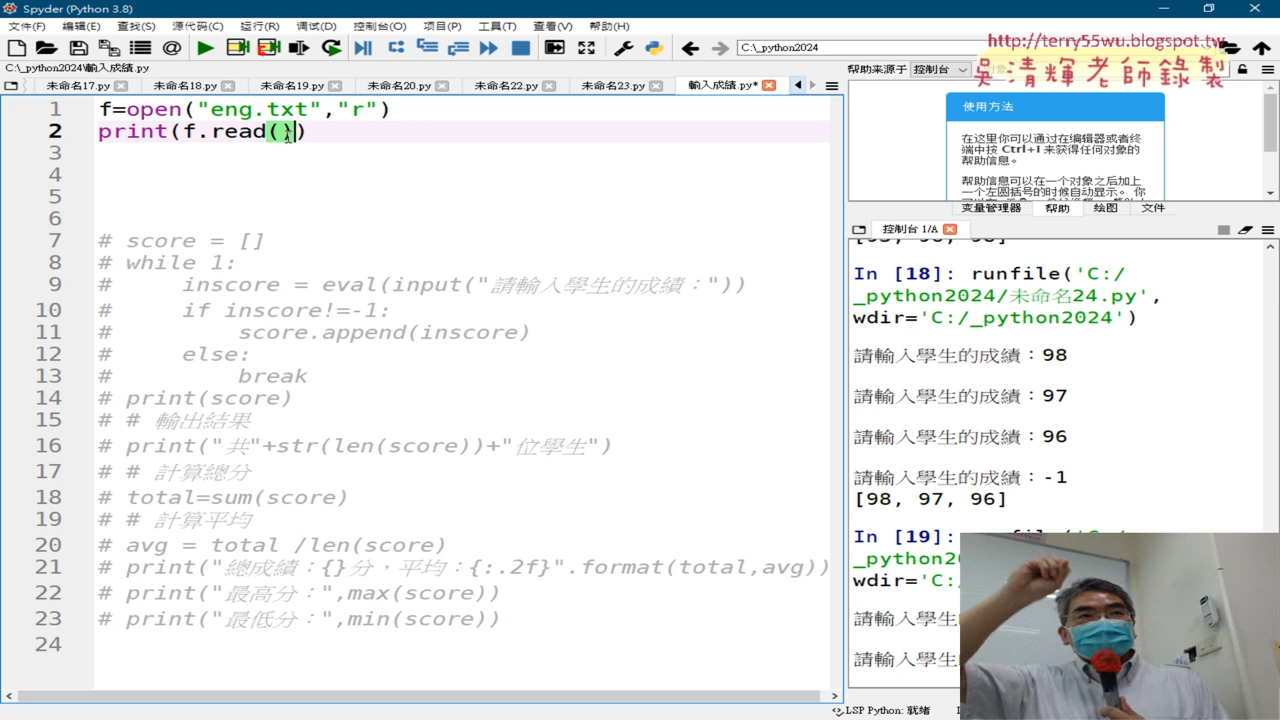 Spyder (Python 3.8)
文件(F) 编辑(E) 查找(S) 源代码(C) 运行(R) 调试(D) 控制台(O) 项目(P) 工具(T) 查看(V) 帮助(H)
C:\_python2024
http://terry55wu.blogspot.tw
吳清輝老師錄製
C:\_python2024\輸入成績.py
帮助来源于 控制台
未命名17.py 未命名18.py 未命名19.py 未命名20.py 未命名22.py 未命名23.py 輸入成績.py*
1 f=open("eng.txt","r")
2 print(f.read())
3
4
5
6
7 # score = []
8 # while 1:
9 #     inscore = eval(input("請輸入學生的成績："))
10 #     if inscore!=-1:
11 #         score.append(inscore)
12 #     else:
13 #         break
14 # print(score)
15 # # 輸出結果
16 # print("共"+str(len(score))+"位學生")
17 # # 計算總分
18 # total=sum(score)
19 # # 計算平均
20 # avg = total /len(score)
21 # print("總成績：{}分，平均：{:.2f}".format(total,avg))
22 # print("最高分：",max(score))
23 # print("最低分：",min(score))
24
使用方法
在这里你可以通过在编辑器或者终
端中按 Ctrl+I 来获得任何对象的
帮助信息。
帮助信息可以在一个对象之后加上
一个左圆括号的时候自动显示。 你
变量管理器 帮助 绘图 文件
控制台 1/A
In [18]: runfile('C:/
_python2024/未命名24.py',
wdir='C:/_python2024')
請輸入學生的成績：98
請輸入學生的成績：97
請輸入學生的成績：96
請輸入學生的成績：-1
[98, 97, 96]
In [19]:
_python20
wdir='C:/
請輸入學生的
請輸入學生的
LSP Python: 就绪